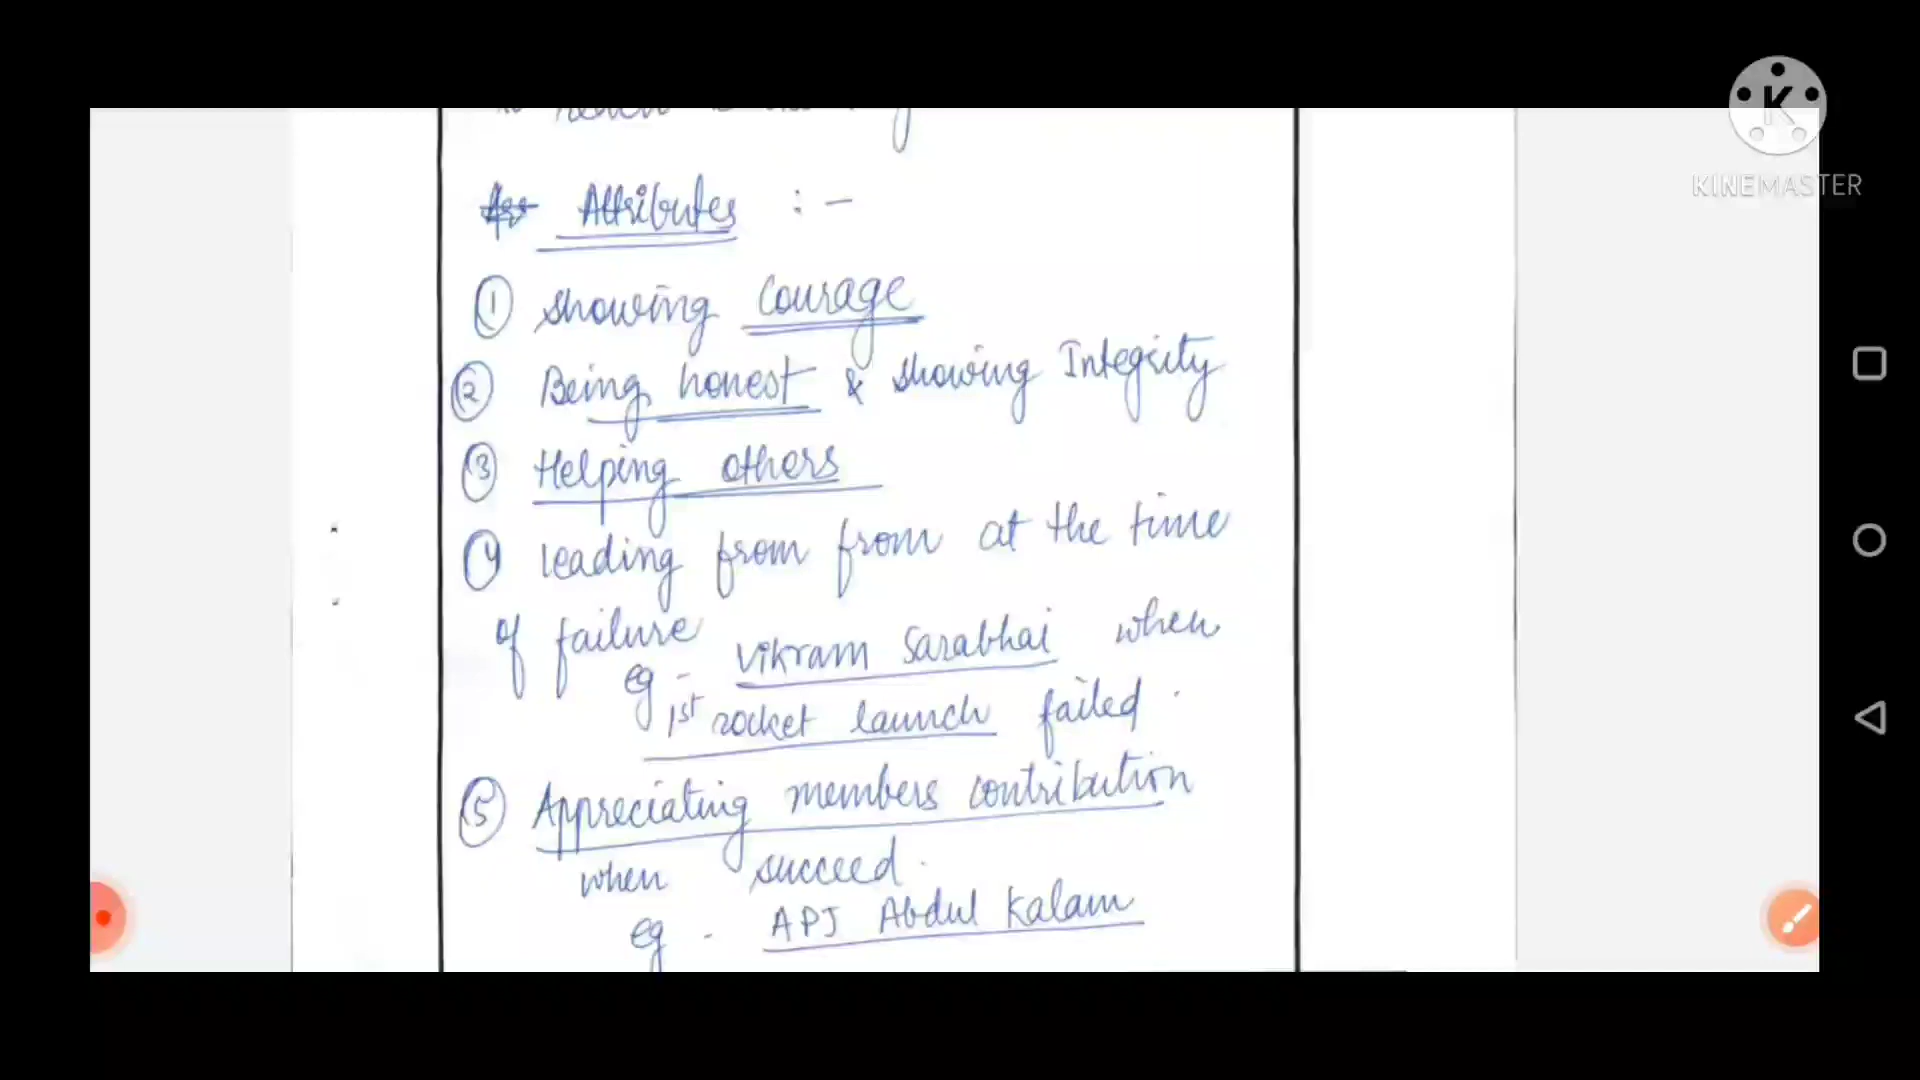 Attributes :-
① Showing Courage
② Being honest & showing Integrity
③ Helping others
④ leading from from at the time
of failure
eg - Vikram Sarabhai when
1st rocket launch failed.
⑤ Appreciating members contribution
when succeed.
eg - APJ Abdul Kalam
K
KINEMASTER